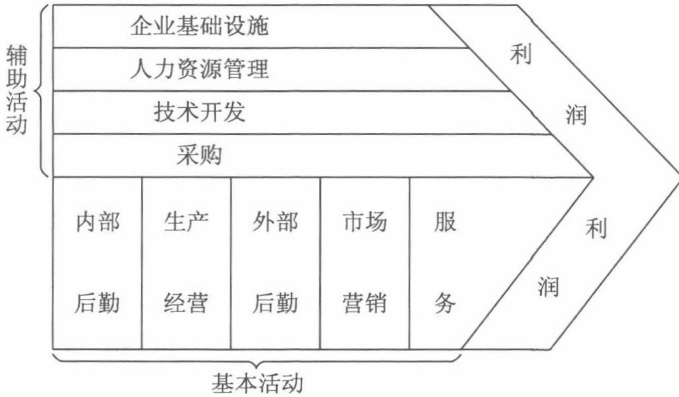 企业基础设施
人力资源管理
技术开发
采购
辅助活动
利润
内部后勤
生产经营
外部后勤
市场营销
服务
利润
基本活动